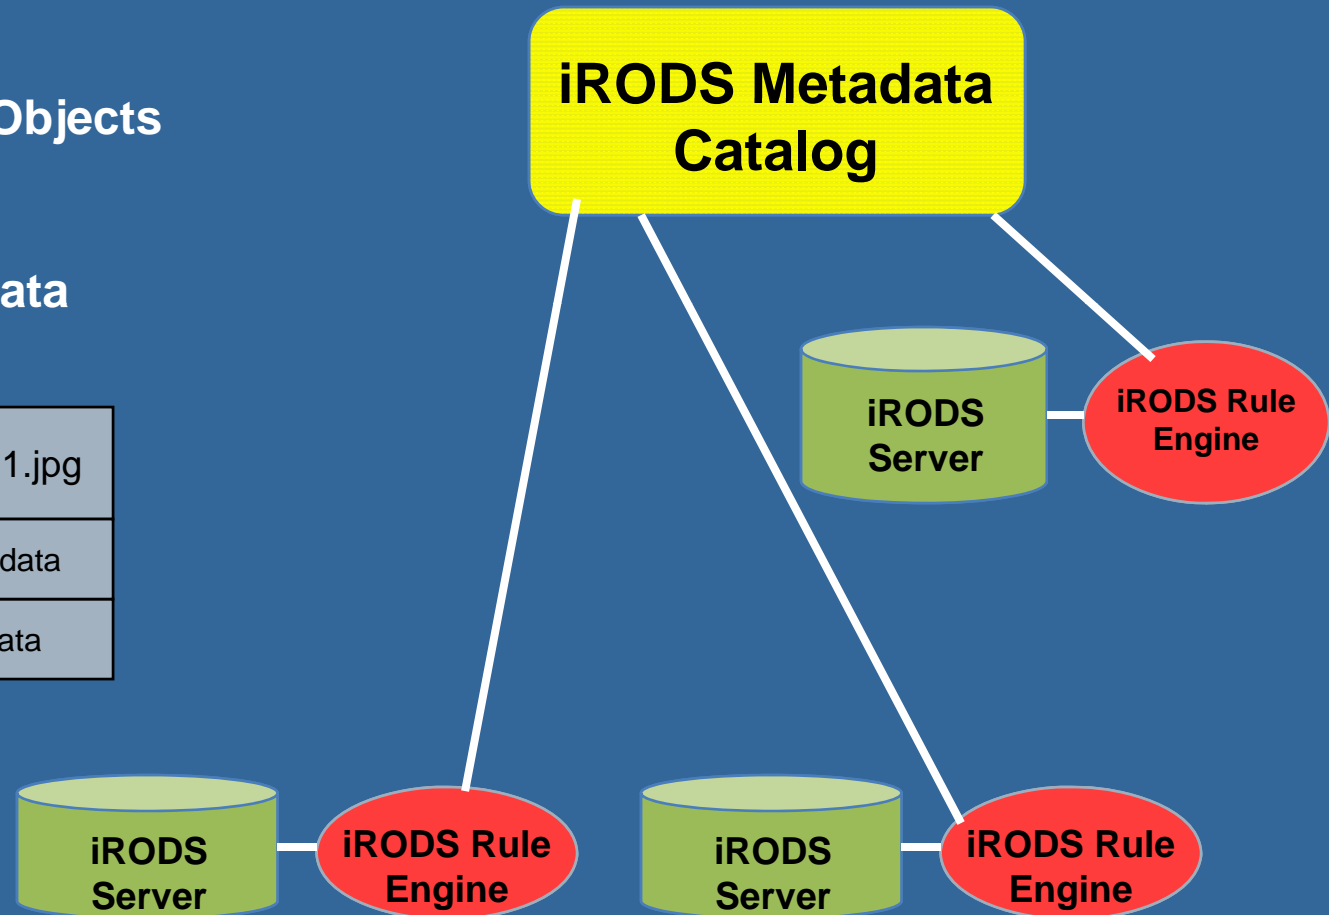 iRODS Metadata
Catalog
Objects
ata
iRODS
Server
iRODS Rule
Engine
1.jpg
data
ata
iRODS
Server
iRODS Rule
Engine
iRODS
Server
iRODS Rule
Engine